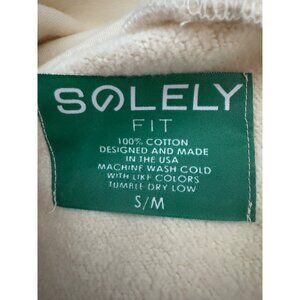 SOLELY
FIT
100% COTTON
DESIGNED AND MADE
IN THE USA
MACHINE WASH COLD
WITH LIKE COLORS
TUMBLE DRY LOW
S/M